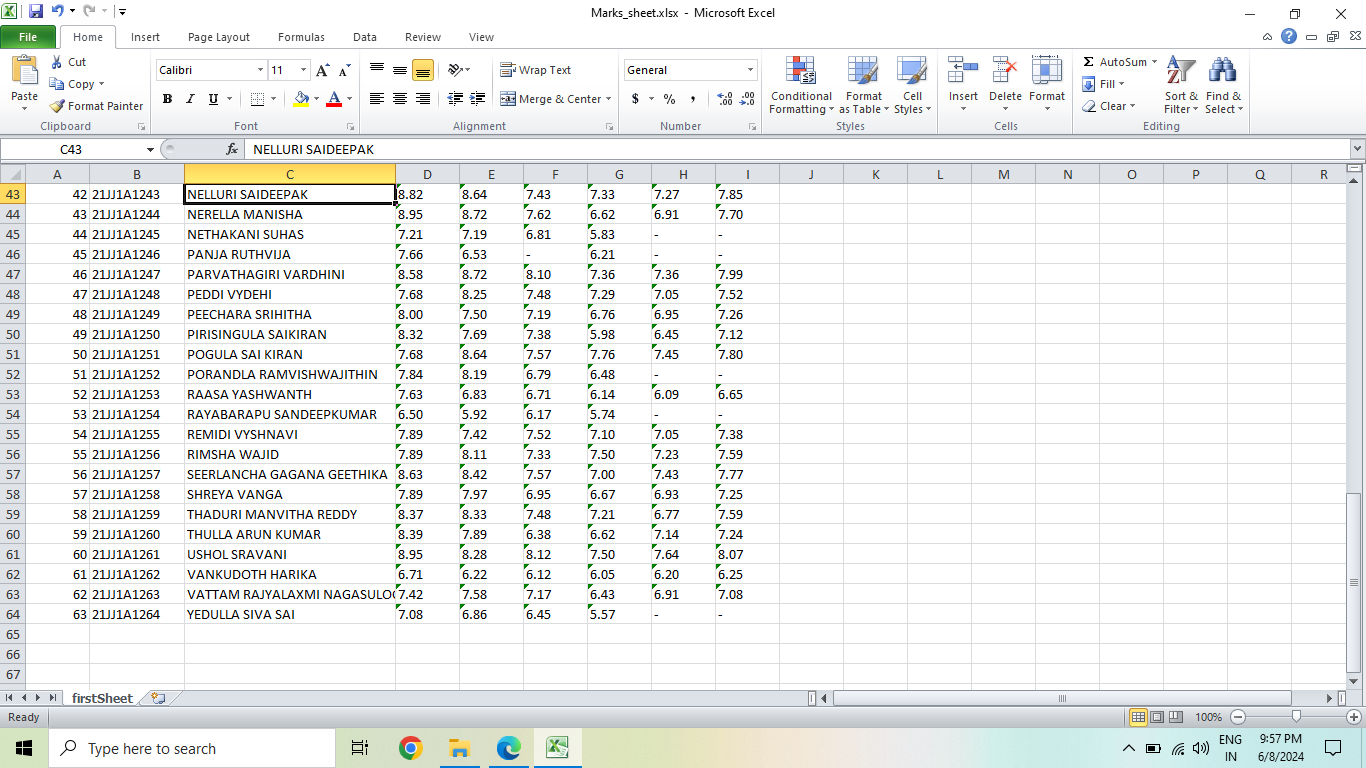 Marks_sheet.xlsx - Microsoft Excel
File Home Insert Page Layout Formulas Data Review View
Paste Cut Copy Format Painter Clipboard
Calibri 11 A A B I U A Font
Wrap Text Merge & Center Alignment
General $ % , Number
Conditional Formatting Format as Table Cell Styles Styles
Insert Delete Format Cells
Σ AutoSum Fill Clear Sort & Filter Find & Select Editing
C43 fx NELLURI SAIDEEPAK
A B C D E F G H I J K L M N O P Q R
43 42 21JJ1A1243 NELLURI SAIDEEPAK 8.82 8.64 7.43 7.33 7.27 7.85
44 43 21JJ1A1244 NERELLA MANISHA 8.95 8.72 7.62 6.62 6.91 7.70
45 44 21JJ1A1245 NETHAKANI SUHAS 7.21 7.19 6.81 5.83 - -
46 45 21JJ1A1246 PANJA RUTHVIJA 7.66 6.53 - 6.21 - -
47 46 21JJ1A1247 PARVATHAGIRI VARDHINI 8.58 8.72 8.10 7.36 7.36 7.99
48 47 21JJ1A1248 PEDDI VYDEHI 7.68 8.25 7.48 7.29 7.05 7.52
49 48 21JJ1A1249 PEECHARA SRIHITHA 8.00 7.50 7.19 6.76 6.95 7.26
50 49 21JJ1A1250 PIRISINGULA SAIKIRAN 8.32 7.69 7.38 5.98 6.45 7.12
51 50 21JJ1A1251 POGULA SAI KIRAN 7.68 8.64 7.57 7.76 7.45 7.80
52 51 21JJ1A1252 PORANDLA RAMVISHWAJITHIN 7.84 8.19 6.79 6.48 - -
53 52 21JJ1A1253 RAASA YASHWANTH 7.63 6.83 6.71 6.14 6.09 6.65
54 53 21JJ1A1254 RAYABARAPU SANDEEPKUMAR 6.50 5.92 6.17 5.74 - -
55 54 21JJ1A1255 REMIDI VYSHNAVI 7.89 7.42 7.52 7.10 7.05 7.38
56 55 21JJ1A1256 RIMSHA WAJID 7.89 8.11 7.33 7.50 7.23 7.59
57 56 21JJ1A1257 SEERLANCHA GAGANA GEETHIKA 8.63 8.42 7.57 7.00 7.43 7.77
58 57 21JJ1A1258 SHREYA VANGA 7.89 7.97 6.95 6.67 6.93 7.25
59 58 21JJ1A1259 THADURI MANVITHA REDDY 8.37 8.33 7.48 7.21 6.77 7.59
60 59 21JJ1A1260 THULLA ARUN KUMAR 8.39 7.89 6.38 6.62 7.14 7.24
61 60 21JJ1A1261 USHOL SRAVANI 8.95 8.28 8.12 7.50 7.64 8.07
62 61 21JJ1A1262 VANKUDOTH HARIKA 6.71 6.22 6.12 6.05 6.20 6.25
63 62 21JJ1A1263 VATTAM RAJYALAXMI NAGASULO 7.42 7.58 7.17 6.43 6.91 7.08
64 63 21JJ1A1264 YEDULLA SIVA SAI 7.08 6.86 6.45 5.57 - -
65
66
67
firstSheet
Ready 100%
Type here to search ENG IN 9:57 PM 6/8/2024